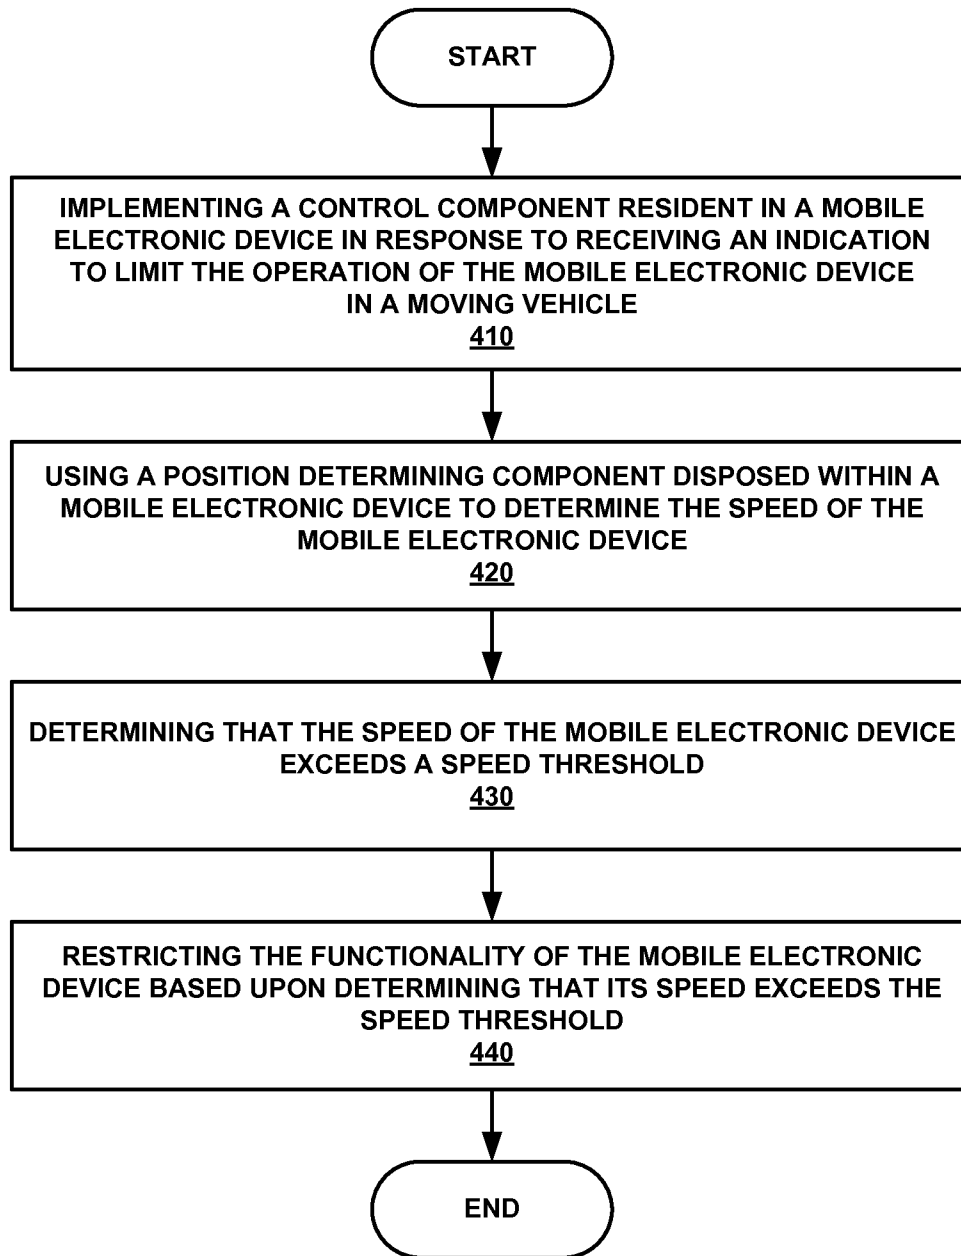 START
IMPLEMENTING A CONTROL COMPONENT RESIDENT IN A MOBILE
ELECTRONIC DEVICE IN RESPONSE TO RECEIVING AN INDICATION
TO LIMIT THE OPERATION OF THE MOBILE ELECTRONIC DEVICE
IN A MOVING VEHICLE
410
USING A POSITION DETERMINING COMPONENT DISPOSED WITHIN A
MOBILE ELECTRONIC DEVICE TO DETERMINE THE SPEED OF THE
MOBILE ELECTRONIC DEVICE
420
DETERMINING THAT THE SPEED OF THE MOBILE ELECTRONIC DEVICE
EXCEEDS A SPEED THRESHOLD
430
RESTRICTING THE FUNCTIONALITY OF THE MOBILE ELECTRONIC
DEVICE BASED UPON DETERMINING THAT ITS SPEED EXCEEDS THE
SPEED THRESHOLD
440
END